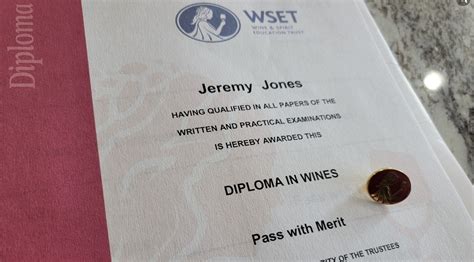 Diploma
WSET
WINE & SPIRIT
EDUCATION TRUST
Jeremy Jones
HAVING QUALIFIED IN ALL PAPERS OF THE
WRITTEN AND PRACTICAL EXAMINATIONS
IS HEREBY AWARDED THIS
DIPLOMA IN WINES
Pass with Merit
OF THE TRUSTEES